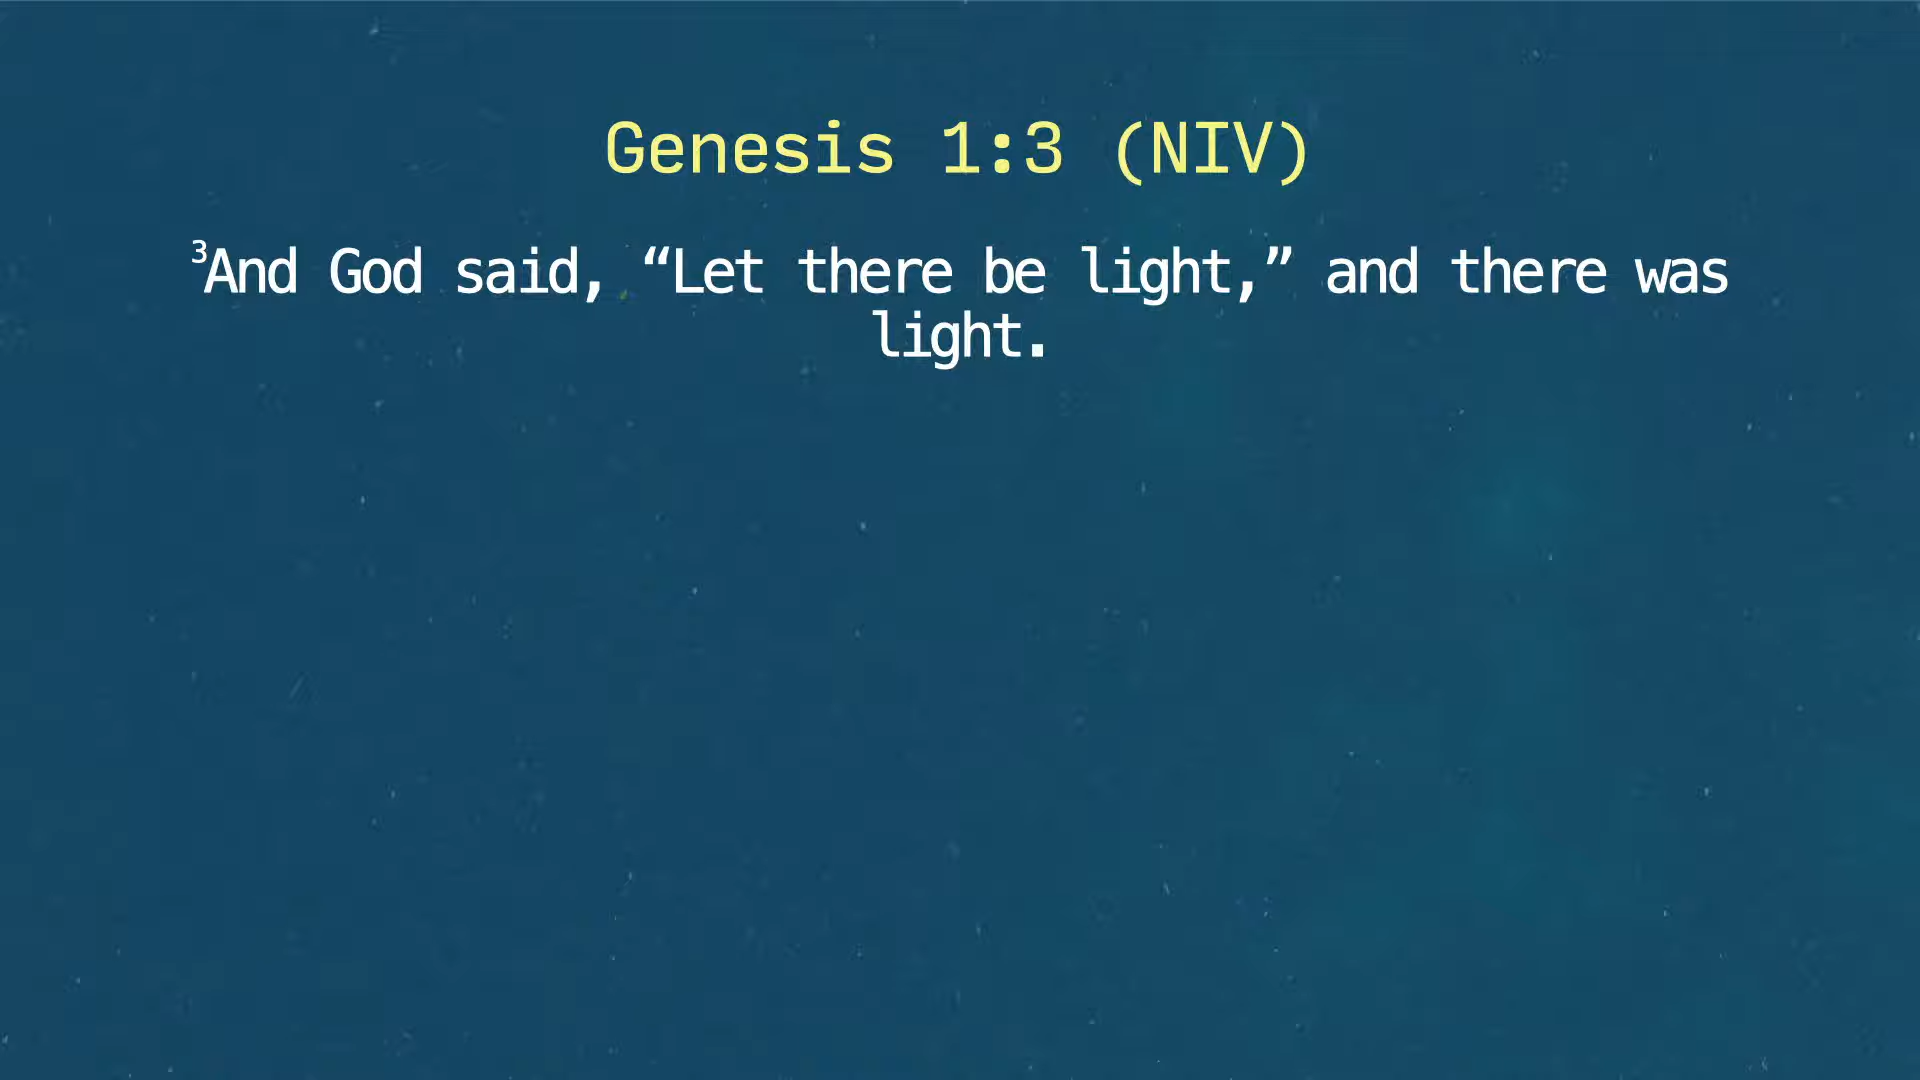 Genesis 1:3 (NIV)
³And God said, “Let there be light,” and there was
light.